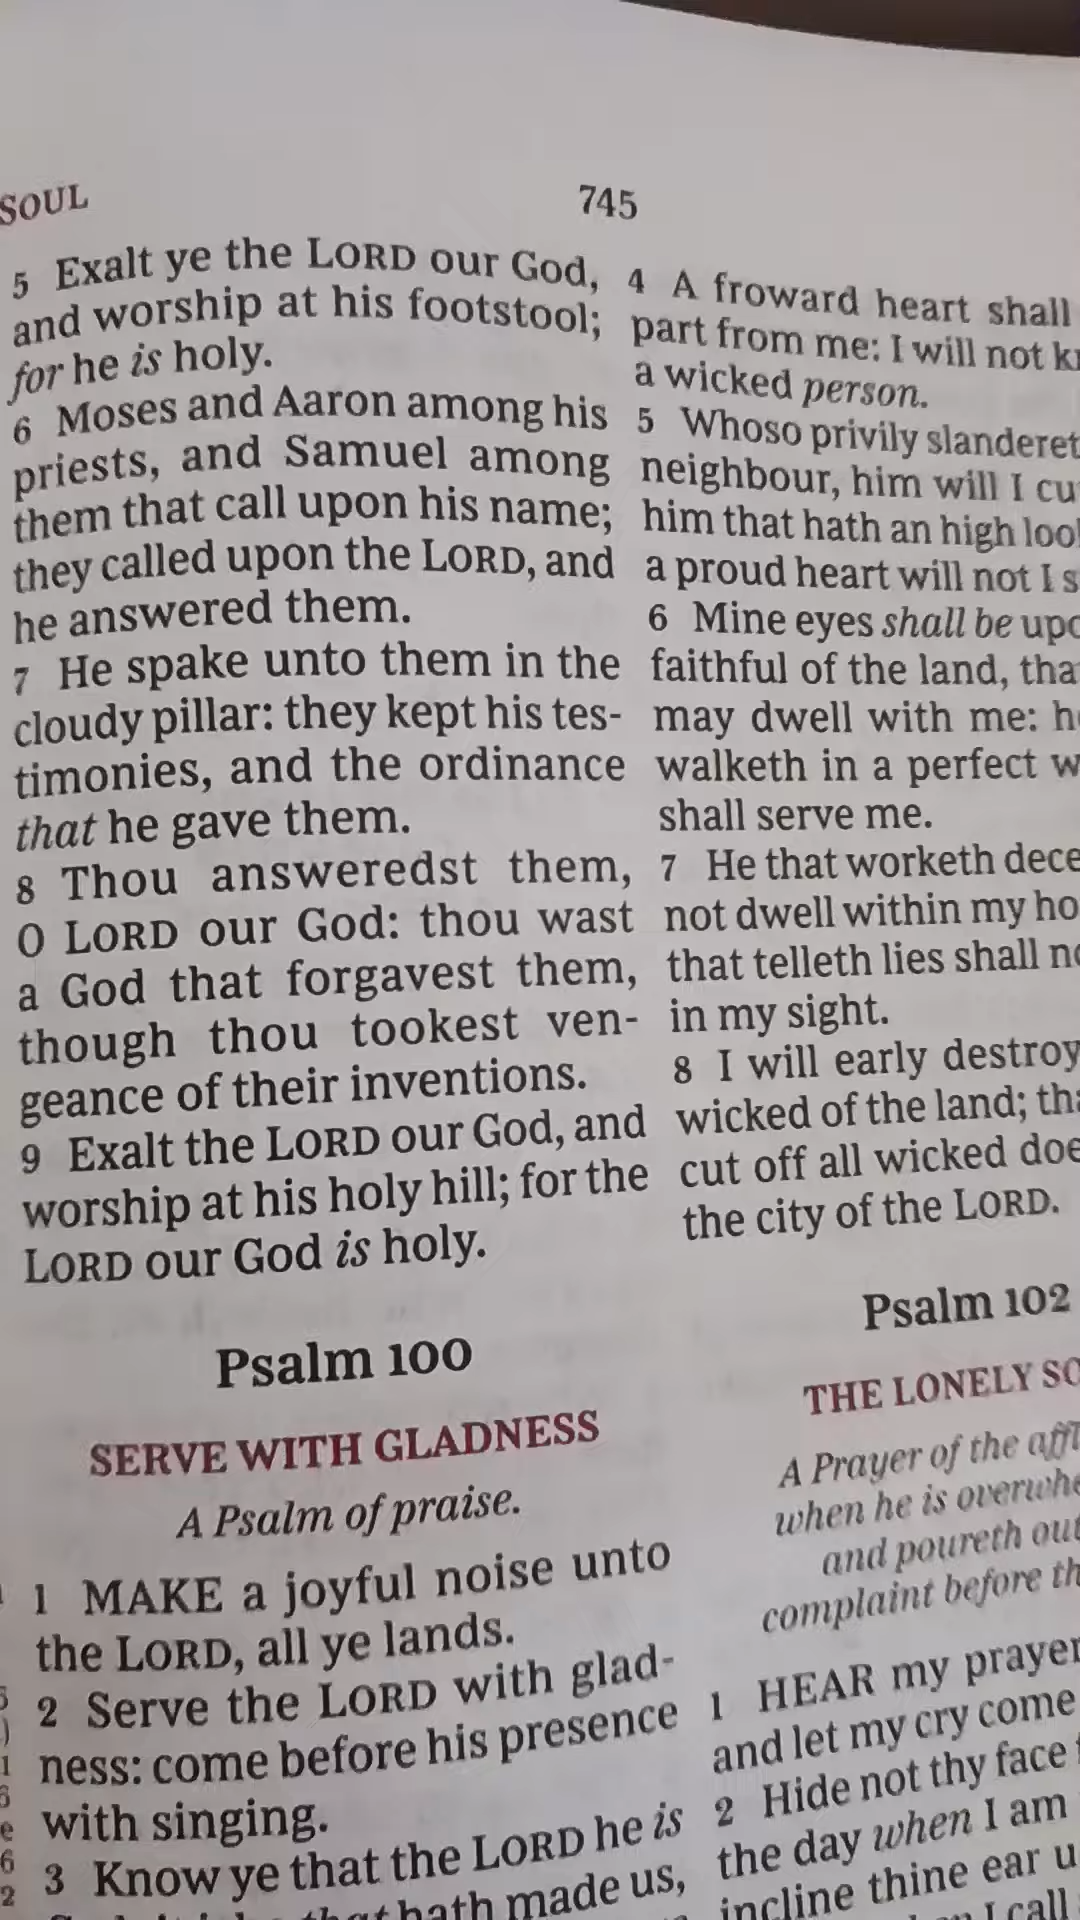 SOUL
745
5 Exalt ye the LORD our God,
and worship at his footstool;
for he is holy.
6 Moses and Aaron among his
priests, and Samuel among
them that call upon his name;
they called upon the LORD, and
he answered them.
7 He spake unto them in the
cloudy pillar: they kept his tes-
timonies, and the ordinance
that he gave them.
8 Thou answeredst them,
O LORD our God: thou wast
a God that forgavest them,
though thou tookest ven-
geance of their inventions.
9 Exalt the LORD our God, and
worship at his holy hill; for the
LORD our God is holy.
Psalm 100
SERVE WITH GLADNESS
A Psalm of praise.
1 MAKE a joyful noise unto
the LORD, all ye lands.
2 Serve the LORD with glad-
ness: come before his presence
with singing.
3 Know ye that the LORD he is
that hath made us,
4 A froward heart shall
part from me: I will not
a wicked person.
5 Whoso privily
neighbour, him will I
him that hath an high
a proud heart will not I
6 Mine eyes shall be
faithful of the land,
may dwell with me:
walketh in a perfect
shall serve me.
7 He that worketh
not dwell within my
that telleth lies shall
in my sight.
8 I will early destroy
wicked of the land;
cut off all wicked
the city of the LORD.
Psalm 102
THE LONELY
A Prayer of the
when he is
and poureth out
complaint before
1 HEAR my prayer
and let my cry come
2 Hide not thy face
the day when I am
incline thine ear
I call